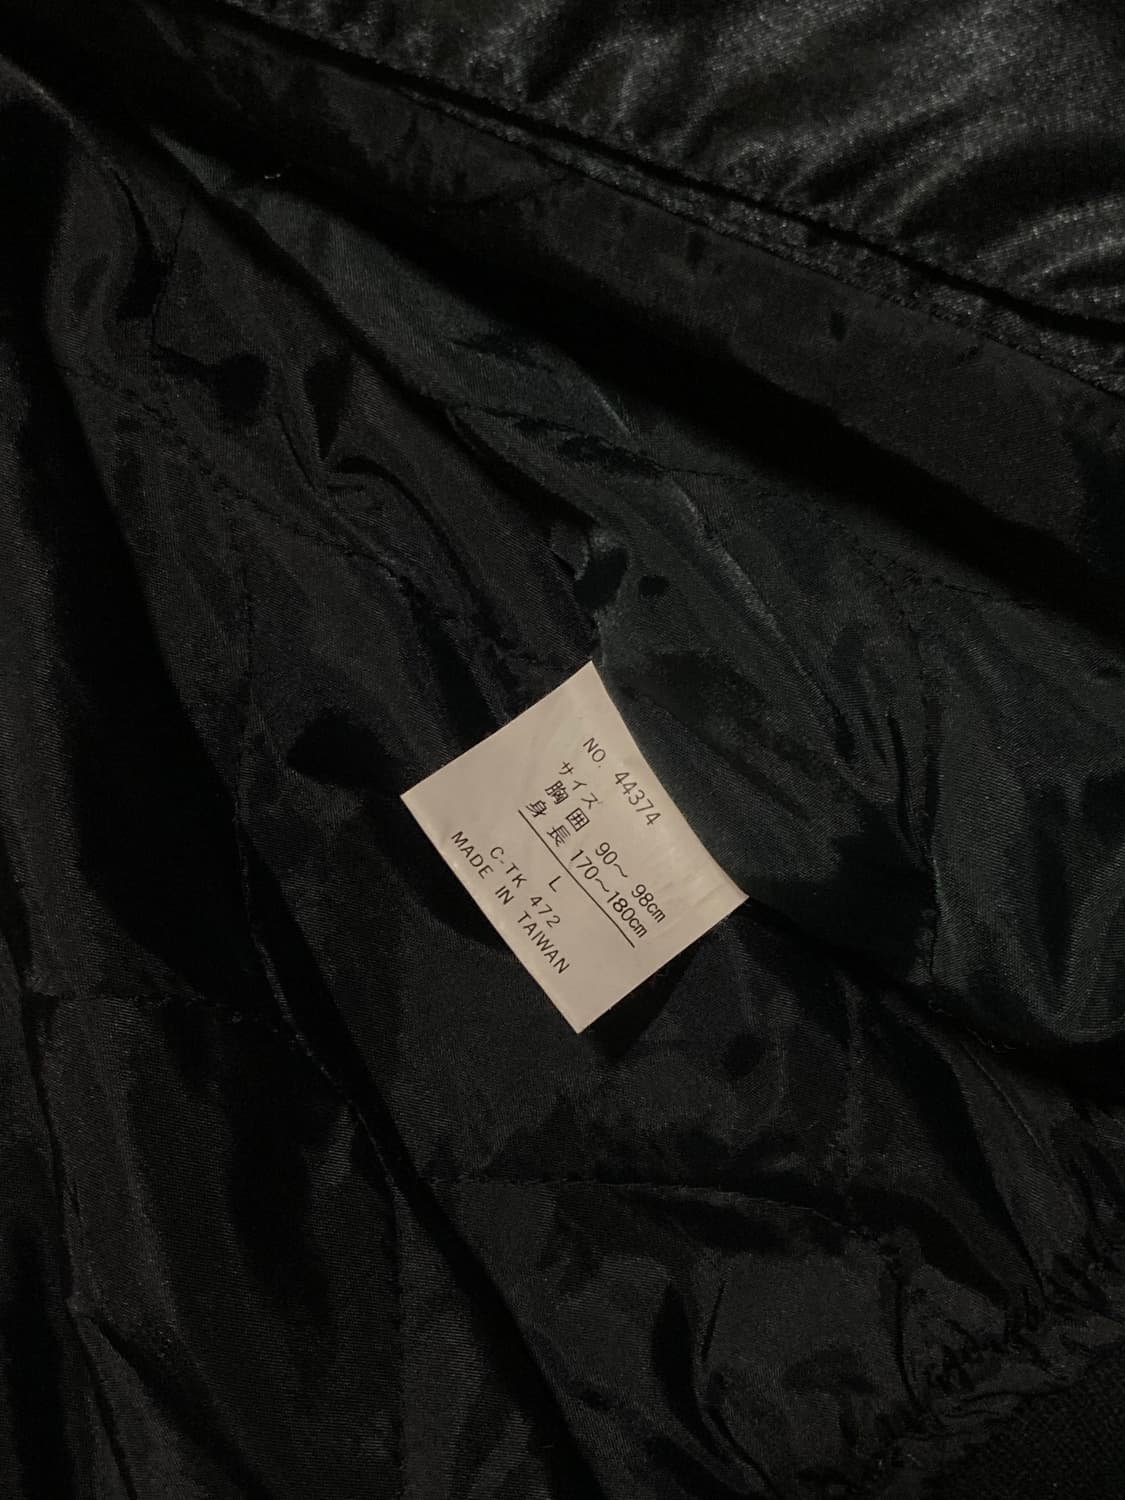 NO. 44374
サイズ
胸囲 90〜 98cm
身長 170〜180cm
L
C-TK 472
MADE IN TAIWAN